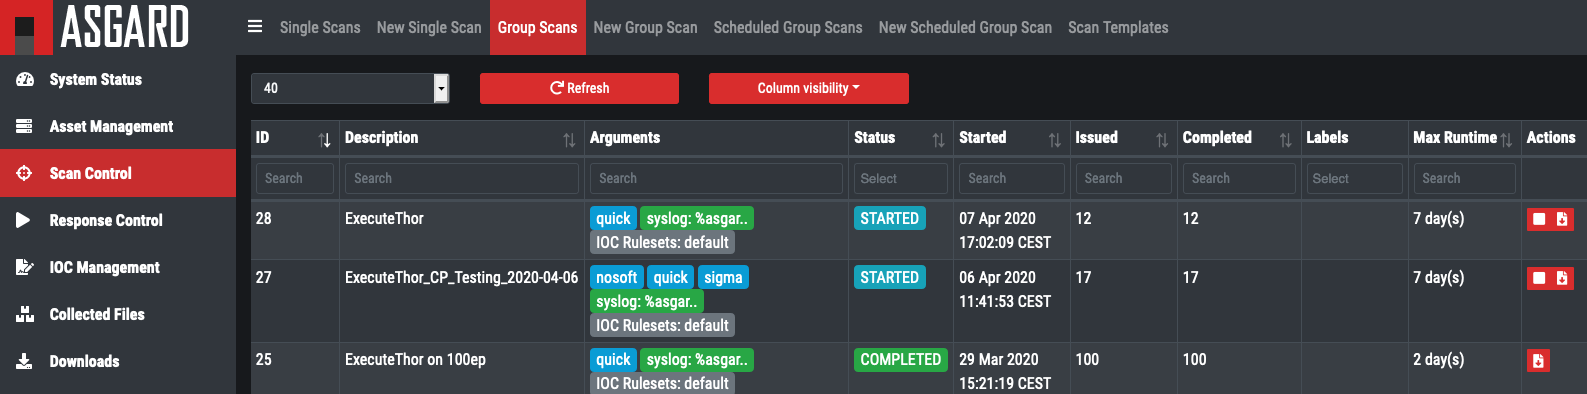 ASGARD
Single Scans New Single Scan Group Scans New Group Scan Scheduled Group Scans New Scheduled Group Scan Scan Templates
System Status
Asset Management
Scan Control
Response Control
IOC Management
Collected Files
Downloads
40 Refresh Column visibility
ID Description Arguments Status Started Issued Completed Labels Max Runtime Actions
Search Search Search Select Search Search Search Select Search
28 ExecuteThor quick syslog: %asgar.. STARTED 07 Apr 2020 12 12 7 day(s)
IOC Rulesets: default 17:02:09 CEST
27 ExecuteThor_CP_Testing_2020-04-06 nosoft quick sigma STARTED 06 Apr 2020 17 17 7 day(s)
syslog: %asgar.. 11:41:53 CEST
IOC Rulesets: default
25 ExecuteThor on 100ep quick syslog: %asgar.. COMPLETED 29 Mar 2020 100 100 2 day(s)
IOC Rulesets: default 15:21:19 CEST